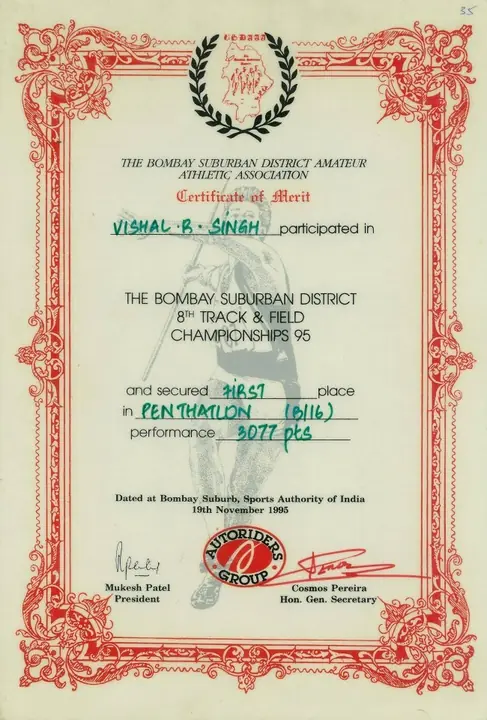 35
THE BOMBAY SUBURBAN DISTRICT AMATEUR
ATHLETIC ASSOCIATION
Certificate of Merit
VISHAL · R · SINGH participated in
THE BOMBAY SUBURBAN DISTRICT
8TH TRACK & FIELD
CHAMPIONSHIPS 95
and secured FIRST place
in PENTHATLON (B/16)
performance 3077 pts
Dated at Bombay Suburb, Sports Authority of India
19th November 1995
AUTORIDERS
GROUP
Mukesh Patel
President
Cosmos Pereira
Hon. Gen. Secretary